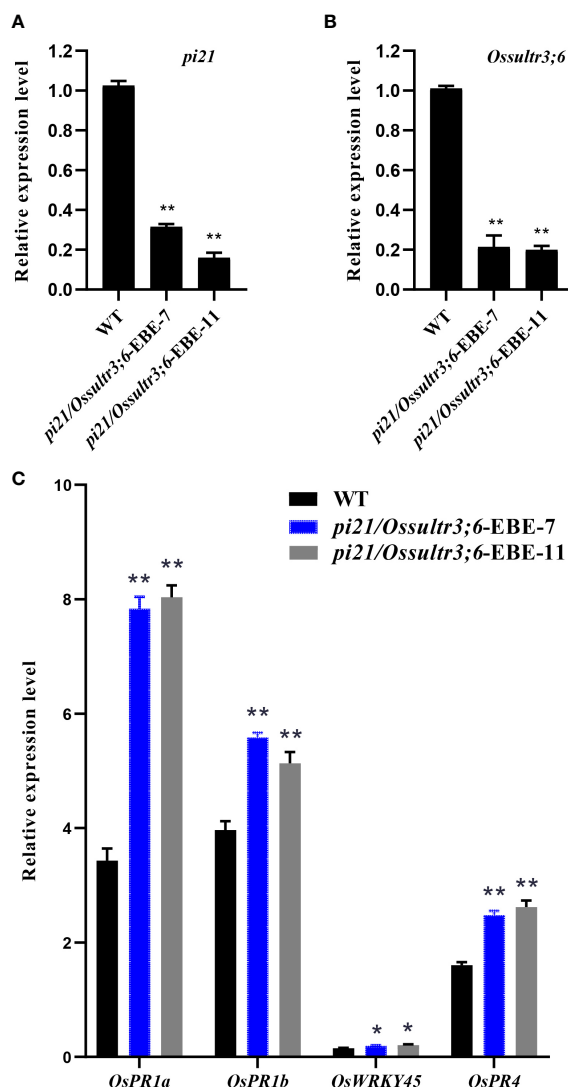 A
pi21
Relative expression level
1.2
1.0
0.8
0.6
0.4
0.2
0.0
**
**
WT
pi21/Ossultr3;6-EBE-7
pi21/Ossultr3;6-EBE-11
B
Ossultr3;6
Relative expression level
1.2
1.0
0.8
0.6
0.4
0.2
0.0
**
**
WT
pi21/Ossultr3;6-EBE-7
pi21/Ossultr3;6-EBE-11
C
Relative expression level
10
8
6
4
2
0
WT
pi21/Ossultr3;6-EBE-7
pi21/Ossultr3;6-EBE-11
** **
** **
* *
** **
OsPR1a OsPR1b OsWRKY45 OsPR4